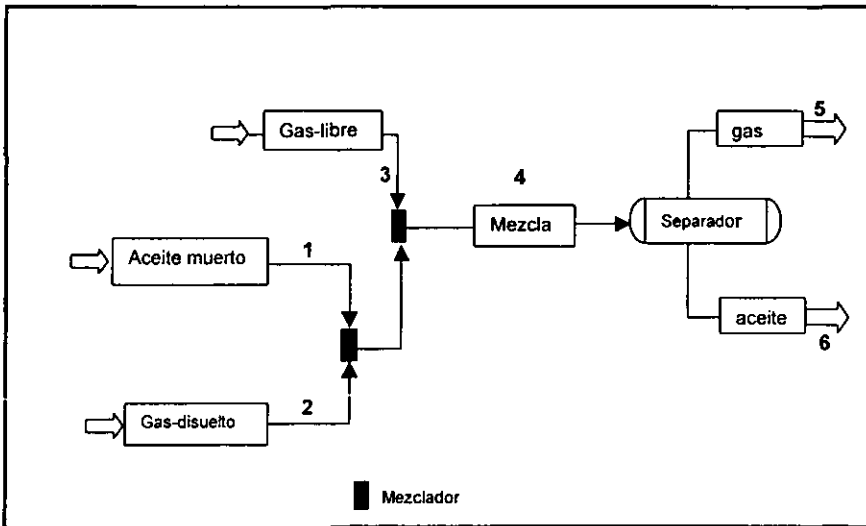 5
Gas-libre
gas
3
4
Mezcla
Separador
Aceite muerto
1
aceite
6
Gas-disuelto
2
Mezclador